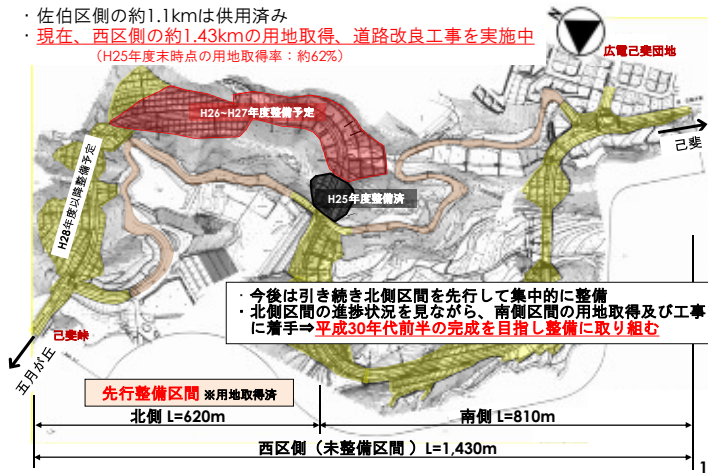 ・佐伯区側の約1.1kmは供用済み
・現在、西区側の約1.43kmの用地取得、道路改良工事を実施中
（H25年度末時点の用地取得率：約62％）
N
広電己斐団地
H26~H27年度整備予定
己斐
H25年度整備済
H28年度以降整備予定
・今後は引き続き北側区間を先行して集中的に整備
・北側区間の進捗状況を見ながら、南側区間の用地取得及び工事
に着手⇒平成30年代前半の完成を目指し整備に取り組む
己斐峠
五月が丘
先行整備区間 ※用地取得済
北側 L=620m
南側 L=810m
西区側（未整備区間 ）L=1,430m
1